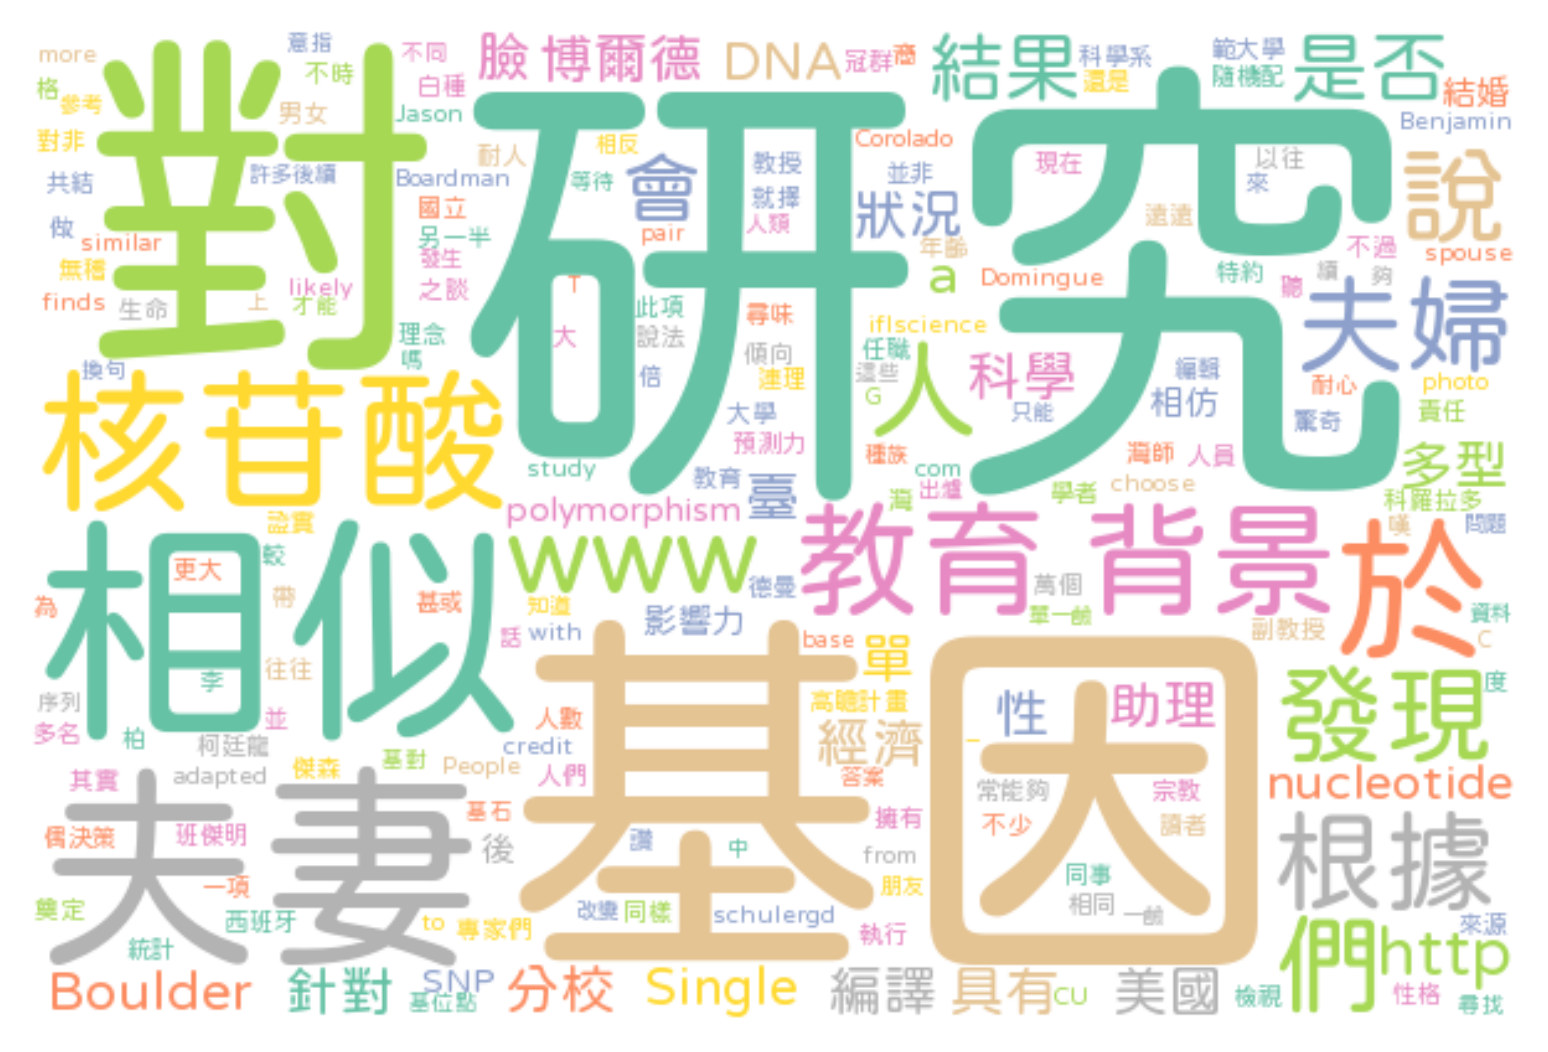 more
意指
不同
臉
博爾德
DNA
冠群
商
結果
科學系
還是
範大學
隨機配
是否
結婚
格
參考
不時
白種
對
研究
男女
Jason
Corolado
Benjamin
對非
耐人
相反
教授
現在
以往
說
共結
許多後續
Boardman
等待
會
就擇
並非
來
做
國立
人類
狀況
遠遠
similar
另一半
pair
年齡
不過
spouse
無稽
發生
a
Domingue
特約
續
夠
聽
夫婦
finds
生命
上
likely
才能
之談
T
此項
尋味
iflscience
理念
嗎
大
說法
傾向
任職
換句
倍
連理
這些
人
科學
編輯
耐心
photo
核苷酸
G
大學
只能
相仿
驚奇
責任
預測力
種族
灣師
人員
多型
study
教育
臺
com
出爐
灣
學者
choose
科羅拉多
polymorphism
證實
嘆
問題
相似
較
www
教育
背景
於
更大
德曼
萬個
為
帶
甚或
知道
影響力
單一鹼
資料
話
with
base
單
副教授
C
李
往往
基因
發現
度
序列
高瞻計畫
性
助理
多名
柏
並
人數
柯廷龍
credit
經濟
其實
adapted
傑森
基對
People
人們
答案
nucleotide
夫妻
常能夠
宗教
基石
擁有
不少
讀者
偶決策
班傑明
後
讚
中
from
根據
一項
同事
朋友
奠定
西班牙
改變
同樣
schulergd
相同
一鹼
來源
統計
to
專家們
執行
們
http
Boulder
針對
SNP
基位點
分校
Single
編譯
具有
CU
美國
檢視
性格
尋找